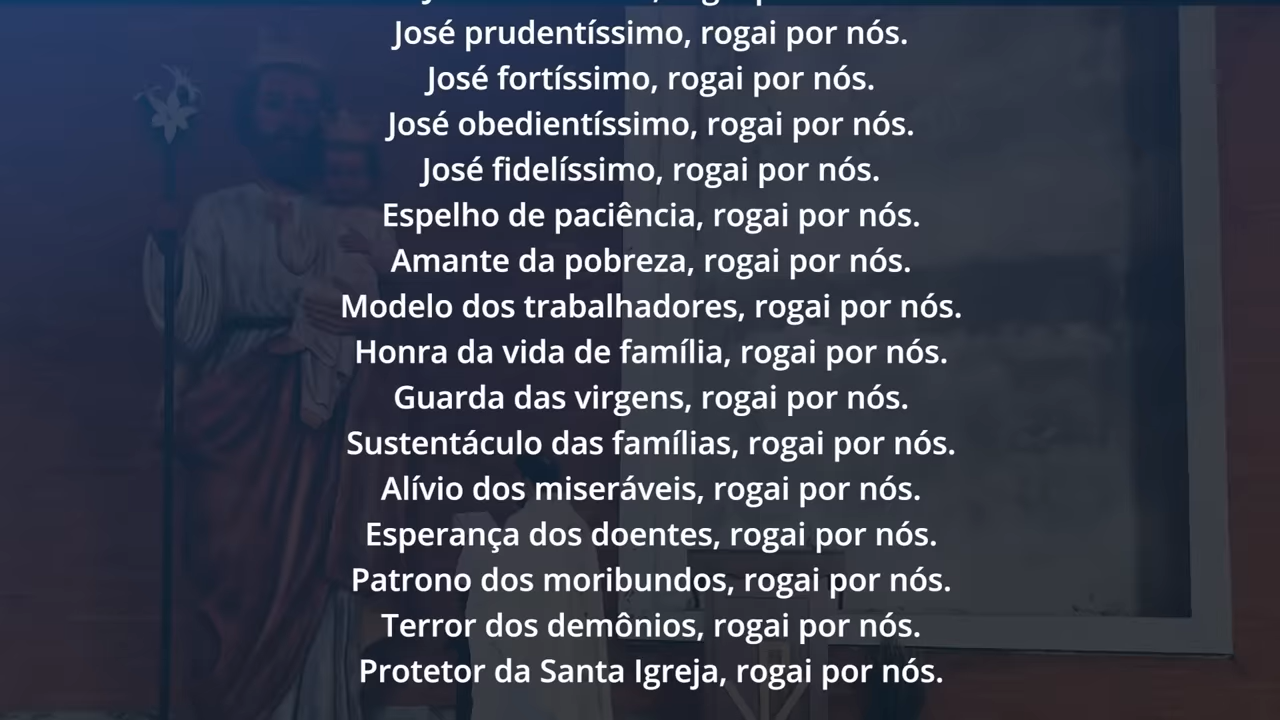 José prudentíssimo, rogai por nós.
José fortíssimo, rogai por nós.
José obedientíssimo, rogai por nós.
José fidelíssimo, rogai por nós.
Espelho de paciência, rogai por nós.
Amante da pobreza, rogai por nós.
Modelo dos trabalhadores, rogai por nós.
Honra da vida de família, rogai por nós.
Guarda das virgens, rogai por nós.
Sustentáculo das famílias, rogai por nós.
Alívio dos miseráveis, rogai por nós.
Esperança dos doentes, rogai por nós.
Patrono dos moribundos, rogai por nós.
Terror dos demônios, rogai por nós.
Protetor da Santa Igreja, rogai por nós.